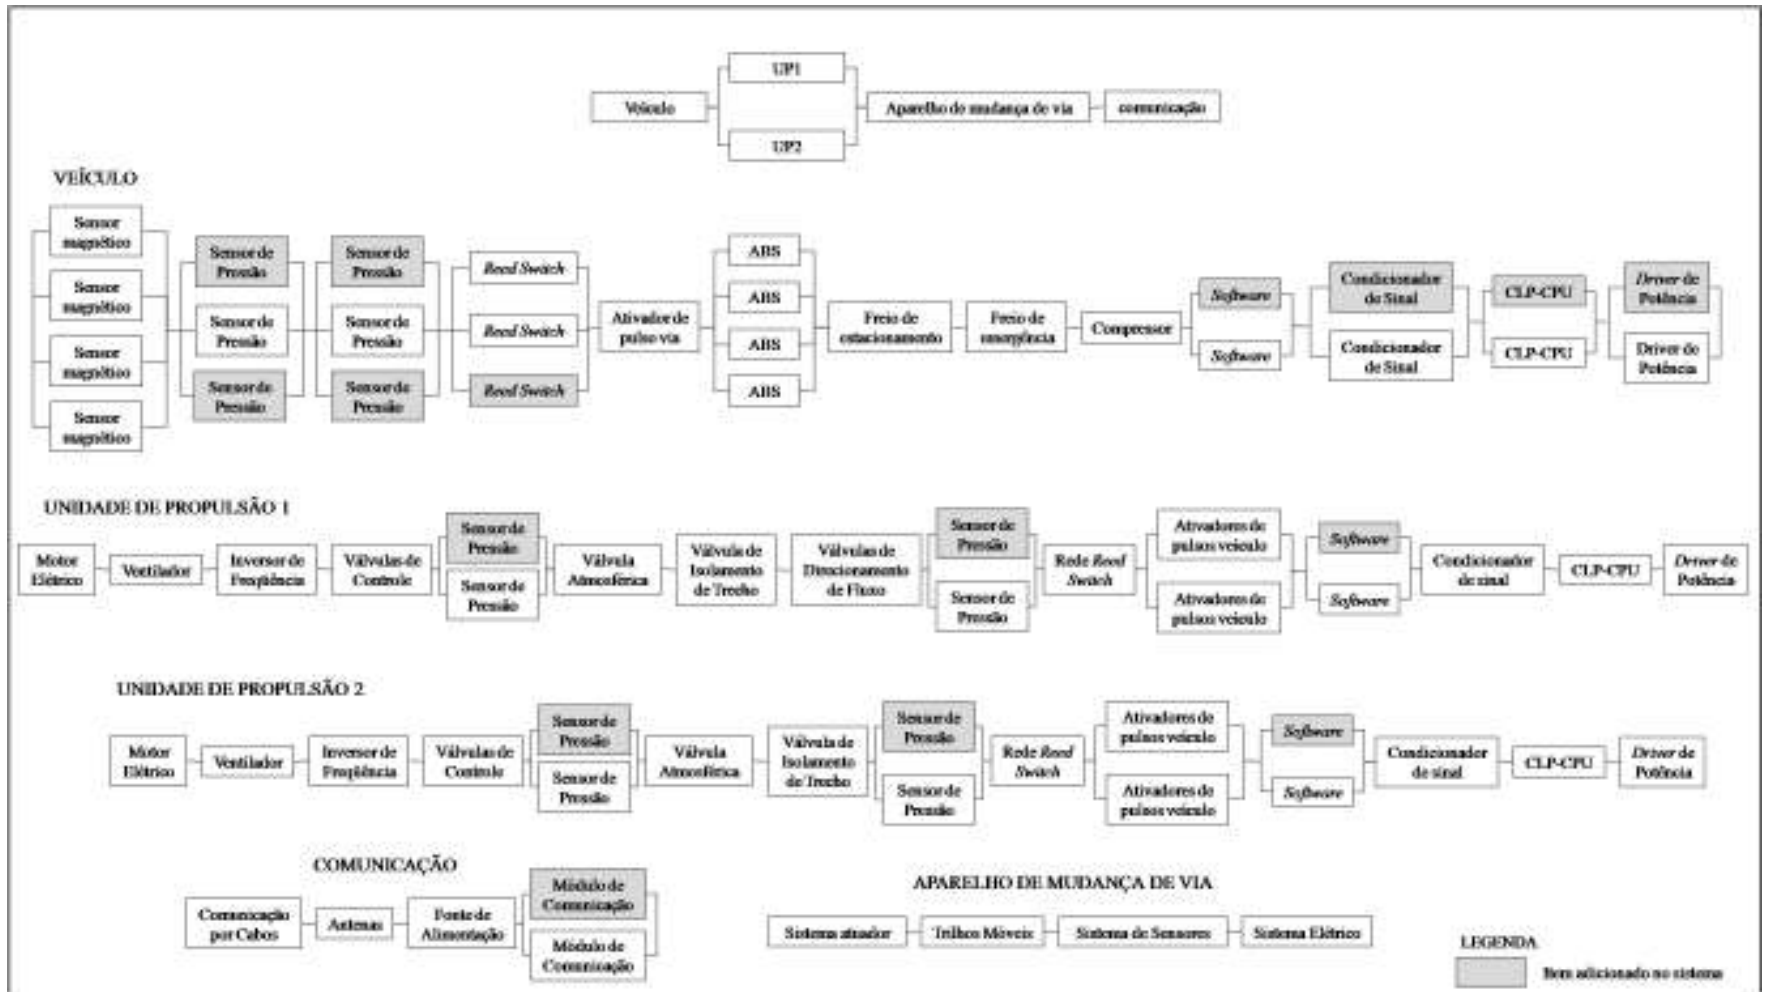 UP1
Veículo
Aparelho de mudança de via
comunicação
UP2
VEÍCULO
Sensor
magnético
Sensor
magnético
Sensor
magnético
Sensor
magnético
Sensor de
Pressão
Sensor de
Pressão
Sensor de
Pressão
Sensor de
Pressão
Sensor de
Pressão
Sensor de
Pressão
Reed Switch
Reed Switch
Reed Switch
Ativador de
pulso via
ABS
ABS
ABS
ABS
Freio de
estacionamento
Freio de
emergência
Compressor
Software
Software
Condicionador
de Sinal
Condicionador
de Sinal
CLP-CPU
CLP-CPU
Driver de
Potência
Driver de
Potência
UNIDADE DE PROPULSÃO 1
Motor
Elétrico
Ventilador
Inversor de
Freqüência
Válvulas de
Controle
Sensor de
Pressão
Sensor de
Pressão
Válvula
Atmosférica
Válvula de
Isolamento
de Trecho
Válvulas de
Direcionamento
de Fluxo
Sensor de
Pressão
Sensor de
Pressão
Rede Reed
Switch
Ativadores de
pulsos veículo
Ativadores de
pulsos veículo
Software
Software
Condicionador
de sinal
CLP-CPU
Driver de
Potência
UNIDADE DE PROPULSÃO 2
Motor
Elétrico
Ventilador
Inversor de
Freqüência
Válvulas de
Controle
Sensor de
Pressão
Sensor de
Pressão
Válvula
Atmosférica
Válvula de
Isolamento
de Trecho
Sensor de
Pressão
Sensor de
Pressão
Rede Reed
Switch
Ativadores de
pulsos veículo
Ativadores de
pulsos veículo
Software
Software
Condicionador
de sinal
CLP-CPU
Driver de
Potência
COMUNICAÇÃO
Comunicação
por Cabos
Antenas
Fonte de
Alimentação
Módulo de
Comunicação
Módulo de
Comunicação
APARELHO DE MUDANÇA DE VIA
Sistema atuador
Trilhos Móveis
Sistema de Sensores
Sistema Elétrico
LEGENDA
Item adicionado no sistema